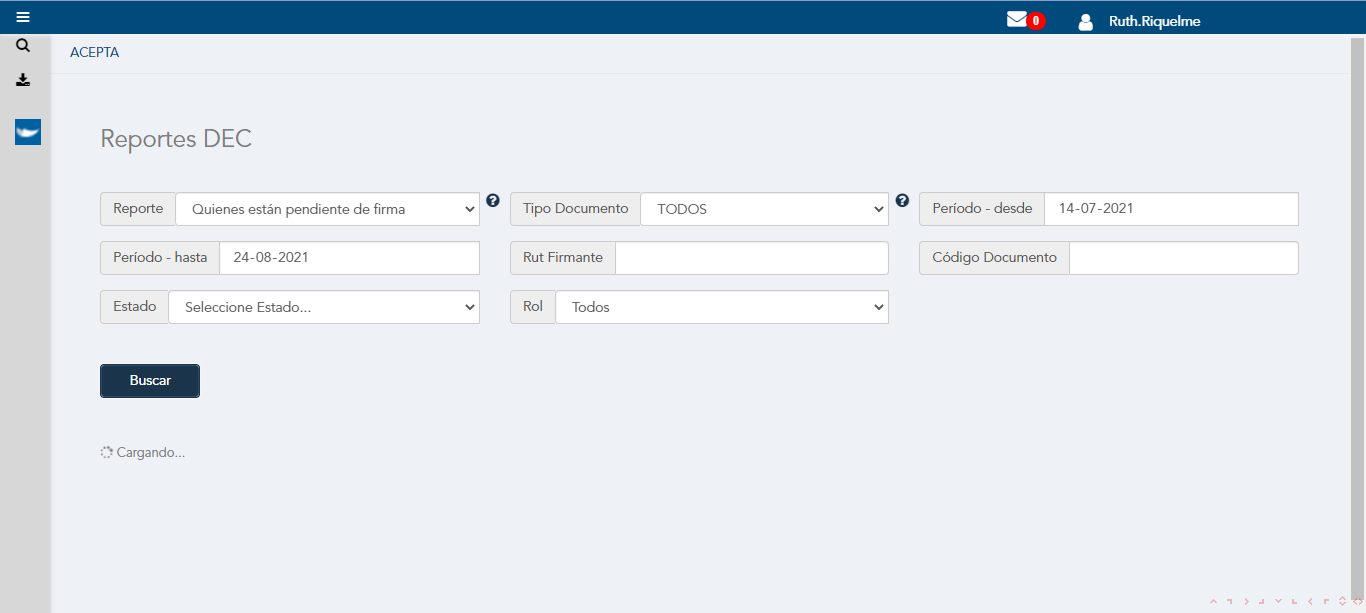 0
Ruth.Riquelme
ACEPTA
Reportes DEC
Reporte Quienes están pendiente de firma Tipo Documento TODOS Período - desde 14-07-2021
Período - hasta 24-08-2021 Rut Firmante Código Documento
Estado Seleccione Estado... Rol Todos
Buscar
Cargando...